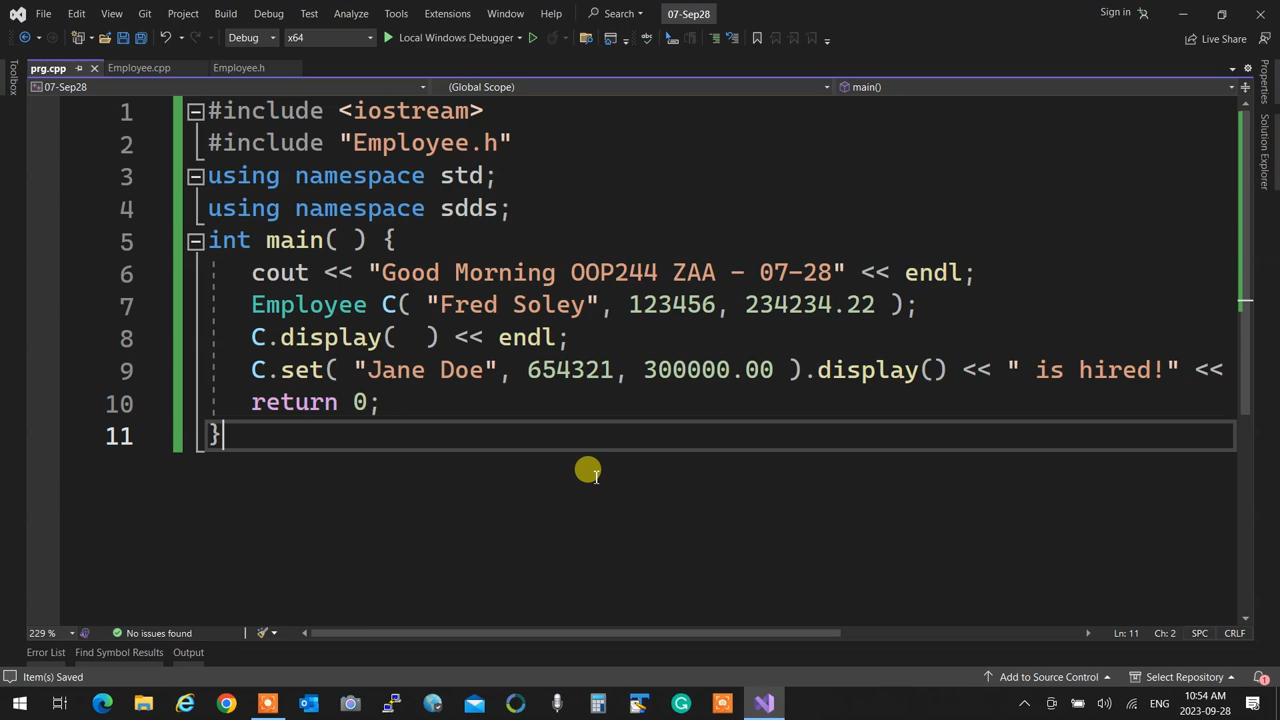 File Edit View Git Project Build Debug Test Analyze Tools Extensions Window Help Search 07-Sep28 Sign in
Debug x64 Local Windows Debugger Live Share
Toolbox
prg.cpp Employee.cpp Employee.h
07-Sep28 (Global Scope) main()
Properties
Solution Explorer
1 #include <iostream>
2 #include "Employee.h"
3 using namespace std;
4 using namespace sdds;
5 int main( ) {
6 cout << "Good Morning OOP244 ZAA - 07-28" << endl;
7 Employee C( "Fred Soley", 123456, 234234.22 );
8 C.display(  ) << endl;
9 C.set( "Jane Doe", 654321, 300000.00 ).display() << " is hired!" <<
10 return 0;
11 }
229 % No issues found Ln: 11 Ch: 2 SPC CRLF
Error List Find Symbol Results Output
Item(s) Saved Add to Source Control Select Repository 1
10:54 AM
ENG
2023-09-28